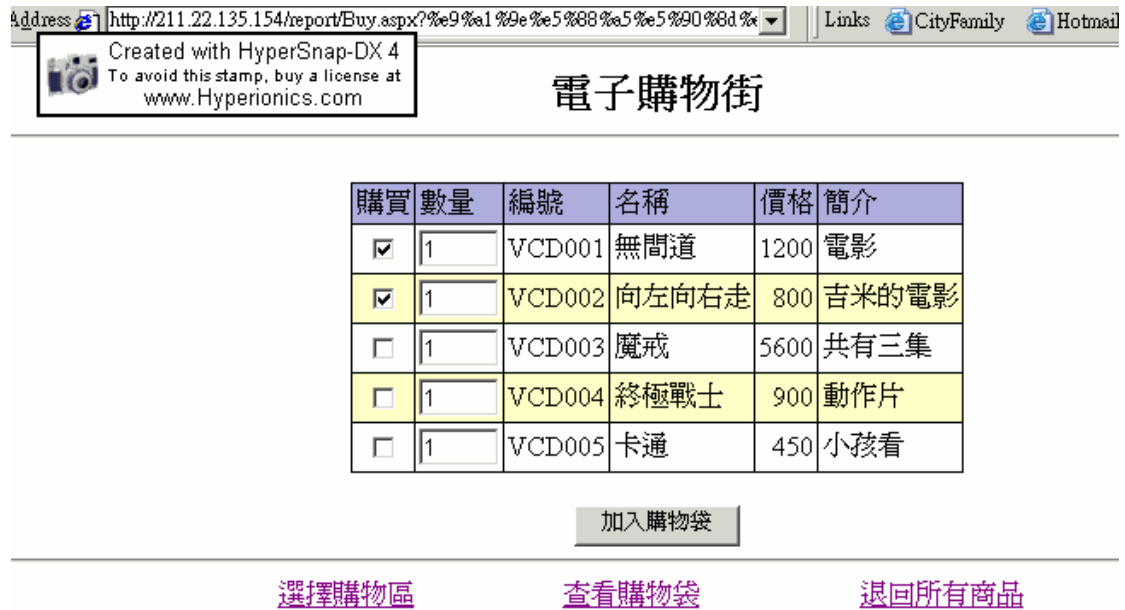 Address http://211.22.135.154/report/Buy.aspx?%e9%a1%9e%e5%88%a5%e5%90%8d% Links CityFamily Hotmail
Created with HyperSnap-DX 4
To avoid this stamp, buy a license at
www.Hyperionics.com
電子購物街
購買 數量 編號 名稱 價格 簡介
1 VCD001 無間道 1200 電影
1 VCD002 向左向右走 800 吉米的電影
1 VCD003 魔戒 5600 共有三集
1 VCD004 終極戰士 900 動作片
1 VCD005 卡通 450 小孩看
加入購物袋
選擇購物區 查看購物袋 退回所有商品